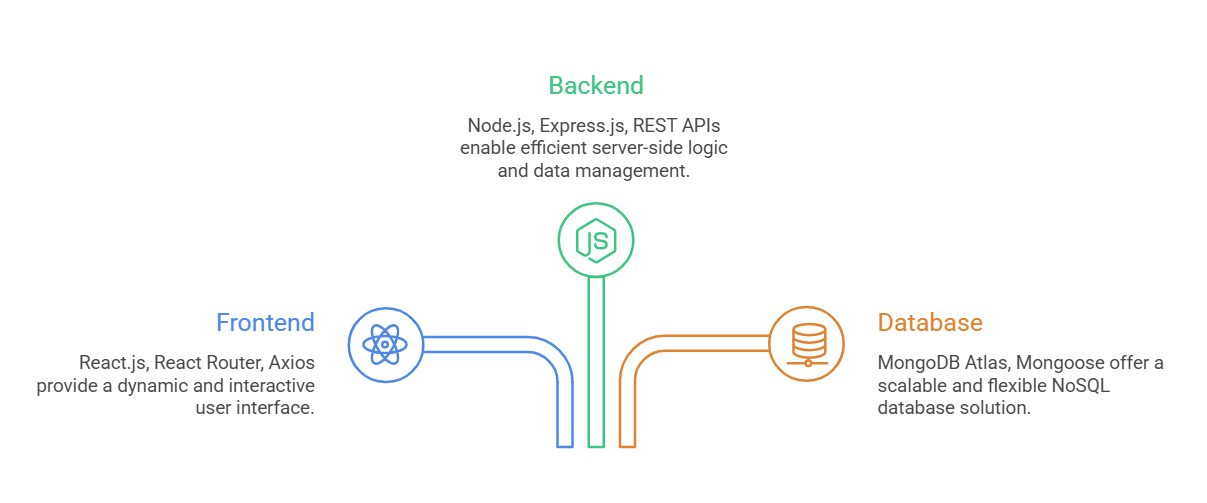 Backend
Node.js, Express.js, REST APIs
enable efficient server-side logic
and data management.
JS
Frontend
React.js, React Router, Axios
provide a dynamic and interactive
user interface.
Database
MongoDB Atlas, Mongoose offer a
scalable and flexible NoSQL
database solution.